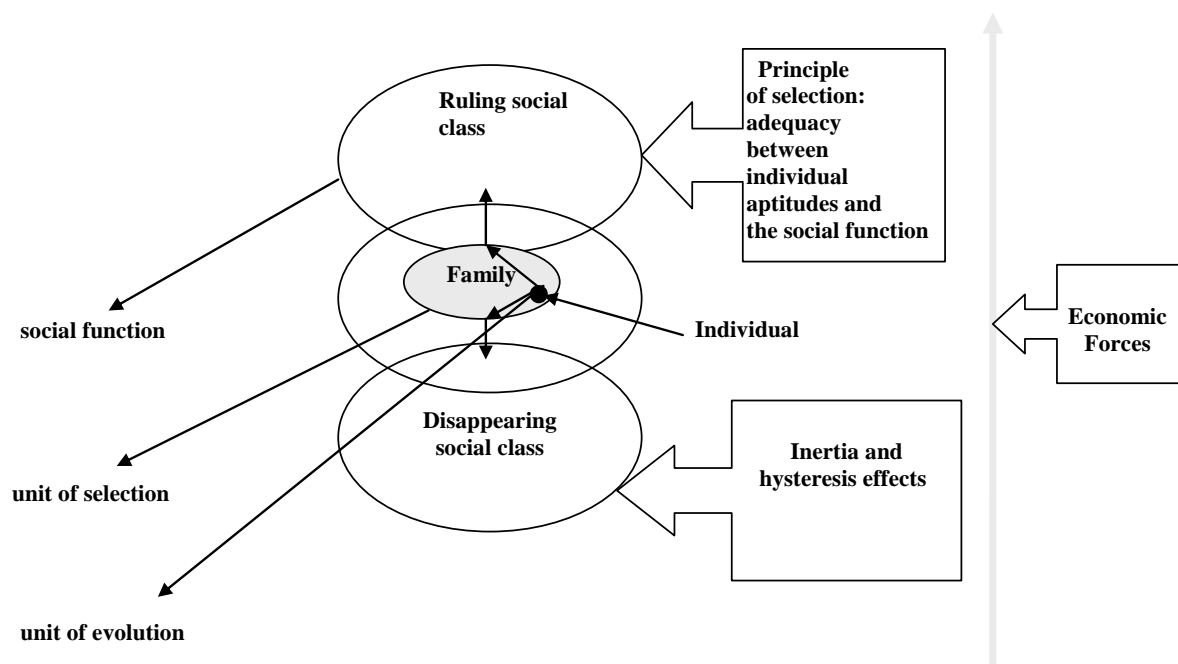 Ruling social
class
Principle
of selection:
adequacy
between
individual
aptitudes and
the social function
Family
social function
Individual
Economic
Forces
Disappearing
social class
Inertia and
hysteresis effects
unit of selection
unit of evolution